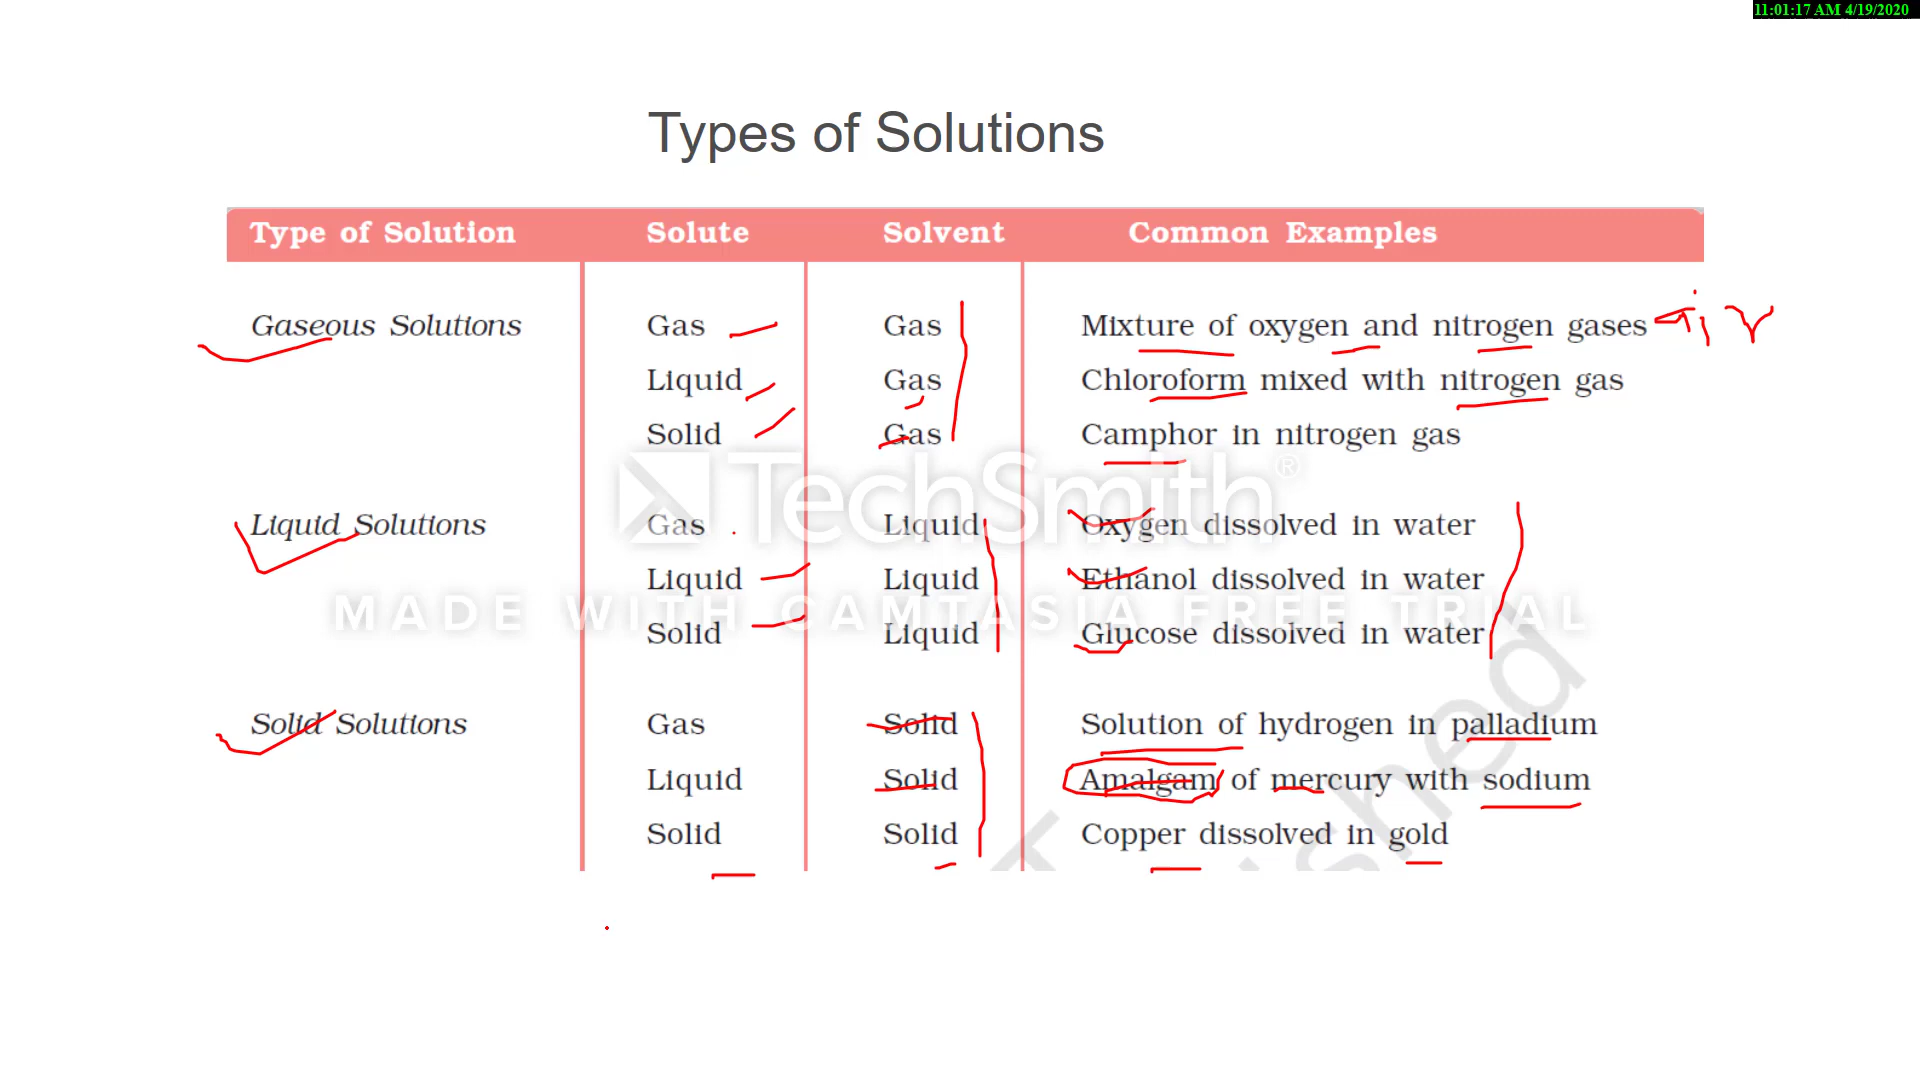 11:01:17 AM 4/19/2020
Types of Solutions
Type of Solution Solute Solvent Common Examples
Gaseous Solutions Gas Gas Mixture of oxygen and nitrogen gases air
Liquid Gas Chloroform mixed with nitrogen gas
Solid Gas Camphor in nitrogen gas
TechSmith®
Liquid Solutions Gas Liquid Oxygen dissolved in water
Liquid Liquid Ethanol dissolved in water
MADE WITH CAMTASIA FREE TRIAL
Solid Liquid Glucose dissolved in water
Solid Solutions Gas Solid Solution of hydrogen in palladium
Liquid Solid Amalgam of mercury with sodium
Solid Solid Copper dissolved in gold